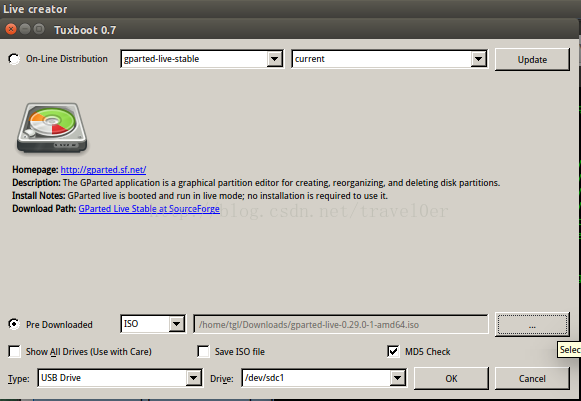 Live creator
Tuxboot 0.7
On-Line Distribution gparted-live-stable current Update
Homepage: http://gparted.sf.net/
Description: The GParted application is a graphical partition editor for creating, reorganizing, and deleting disk partitions.
Install Notes: GParted live is booted and run in live mode; no installation is required to use it.
Download Path: GParted Live Stable at SourceForge
blog.csdn.net/travel0er
Pre Downloaded ISO /home/tgl/Downloads/gparted-live-0.29.0-1-amd64.iso ...
Show All Drives (Use with Care) Save ISO file MD5 Check
Selec
Type: USB Drive Drive: /dev/sdc1 OK Cancel